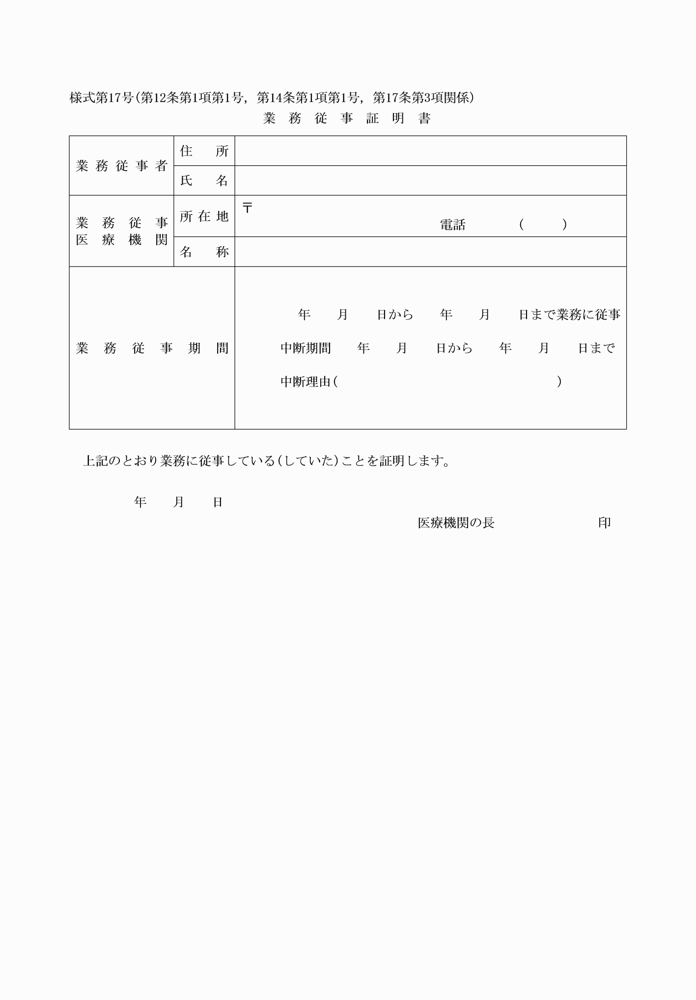 様式第17号(第12条第1項第1号，第14条第1項第1号，第17条第3項関係)
業　務　従　事　証　明　書
業務従事者
住　所
氏　名
業務従事
医療機関
所在地
〒
電話　　　　(　　　)
名　称
業務従事期間
年　　月　　日から　　年　　月　　日まで業務に従事
中断期間　　年　　月　　日から　　年　　月　　日まで
中断理由(　　　　　　　　　　　　　　　　　)
上記のとおり業務に従事している(していた)ことを証明します。
年　　月　　日
医療機関の長　　　　　　　　印